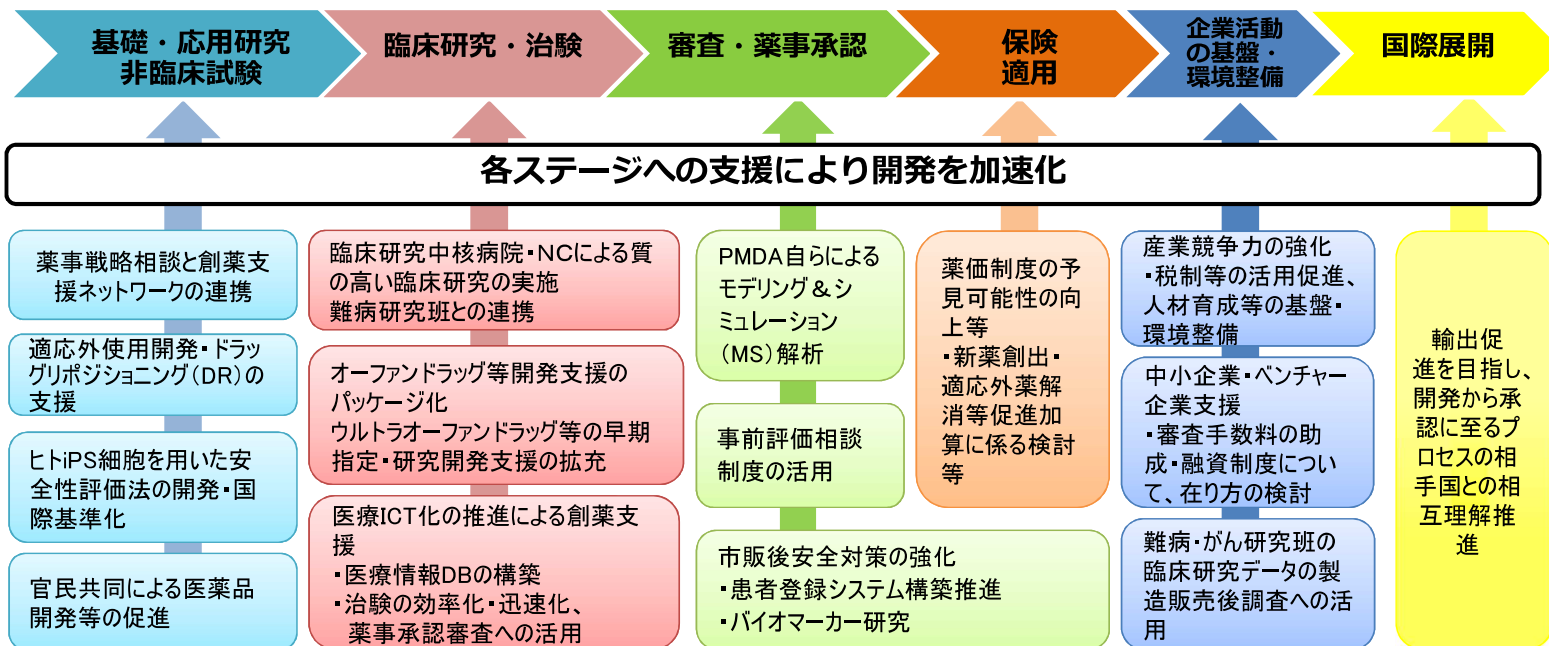 基礎・応用研究
非臨床試験
臨床研究・治験
審査・薬事承認
保険
適用
企業活動
の基盤・
環境整備
国際展開
各ステージへの支援により開発を加速化
薬事戦略相談と創薬支
援ネットワークの連携
適応外使用開発・ドラッ
グリポジショニング（DR）の
支援
ヒトiPS細胞を用いた安
全性評価法の開発・国
際基準化
官民共同による医薬品
開発等の促進
臨床研究中核病院・NCによる質
の高い臨床研究の実施
難病研究班との連携
オーファンドラッグ等開発支援の
パッケージ化
ウルトラオーファンドラッグ等の早期
指定・研究開発支援の拡充
医療ICT化の推進による創薬支
援
・医療情報DBの構築
・治験の効率化・迅速化、
薬事承認審査への活用
PMDA自らによる
モデリング＆シ
ミュレーション
（MS）解析
事前評価相談
制度の活用
市販後安全対策の強化
・患者登録システム構築推進
・バイオマーカー研究
薬価制度の予
見可能性の向
上等
・新薬創出・
適応外薬解
消等促進加
算に係る検討
等
産業競争力の強化
・税制等の活用促進、
人材育成等の基盤・
環境整備
中小企業・ベンチャー
企業支援
・審査手数料の助
成・融資制度につい
て、在り方の検討
難病・がん研究班の
臨床研究データの製
造販売後調査への活
用
輸出促
進を目指し、
開発から承
認に至るプ
ロセスの相
手国との相
互理解推
進